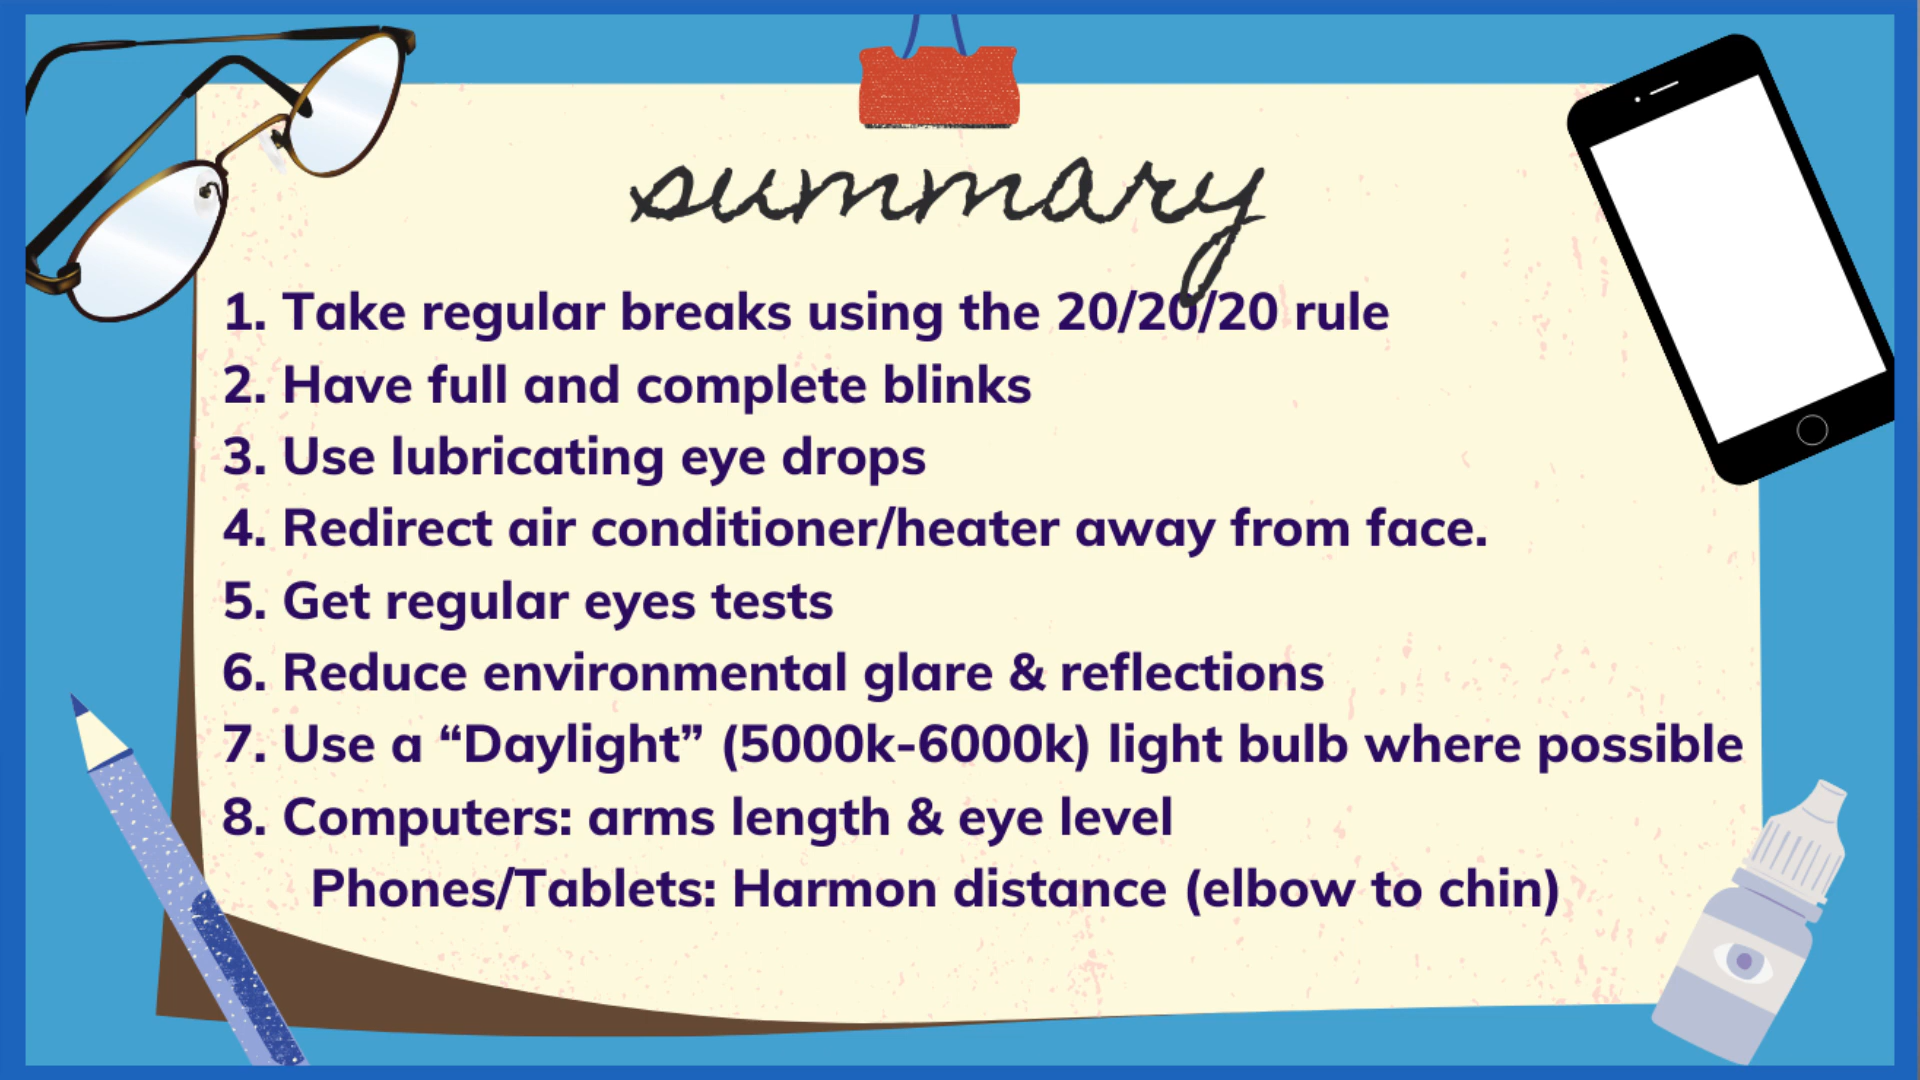 summary
1. Take regular breaks using the 20/20/20 rule
2. Have full and complete blinks
3. Use lubricating eye drops
4. Redirect air conditioner/heater away from face.
5. Get regular eyes tests
6. Reduce environmental glare & reflections
7. Use a “Daylight” (5000k-6000k) light bulb where possible
8. Computers: arms length & eye level
Phones/Tablets: Harmon distance (elbow to chin)